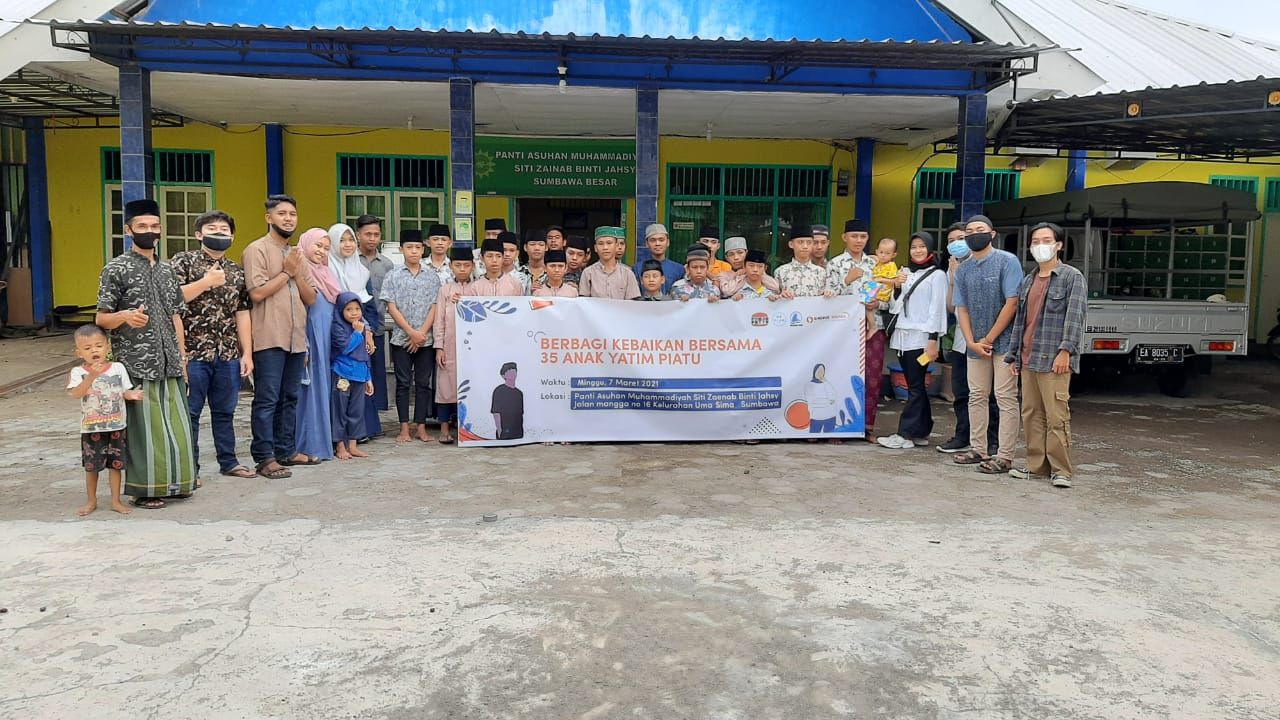 PANTI ASUHAN MUHAMMADIY
SITI ZAINAB BINTI JAHSY
SUMBAWA BESAR
BERBAGI KEBAIKAN BERSAMA
35 ANAK YATIM PIATU
Waktu : Minggu, 7 Maret 2021
Lokasi : Panti Asuhan Muhammadiyah Siti Zaenab Binti Jahsy
Jalan mangga no 16 Kelurahan Uma Sima , Sumbawa
EA 8035 C